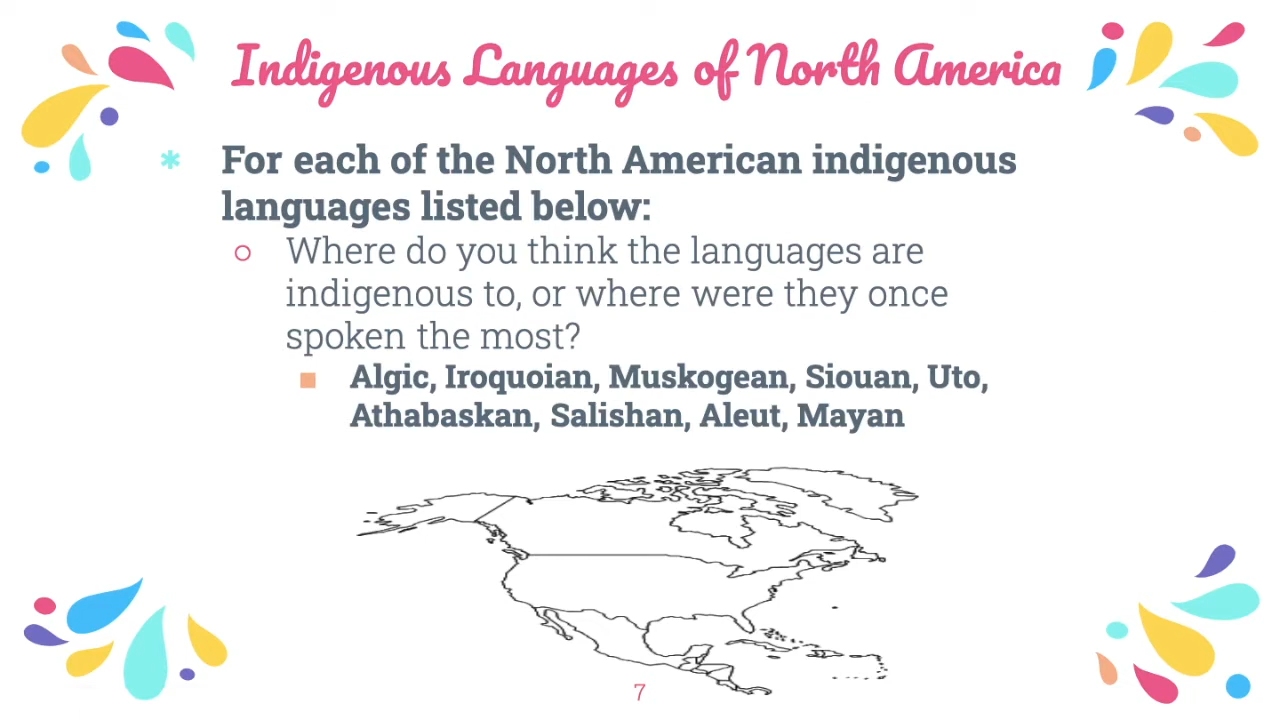 Indigenous Languages of North America
* For each of the North American indigenous
languages listed below:
○ Where do you think the languages are
indigenous to, or where were they once
spoken the most?
■ Algic, Iroquoian, Muskogean, Siouan, Uto,
Athabaskan, Salishan, Aleut, Mayan
7